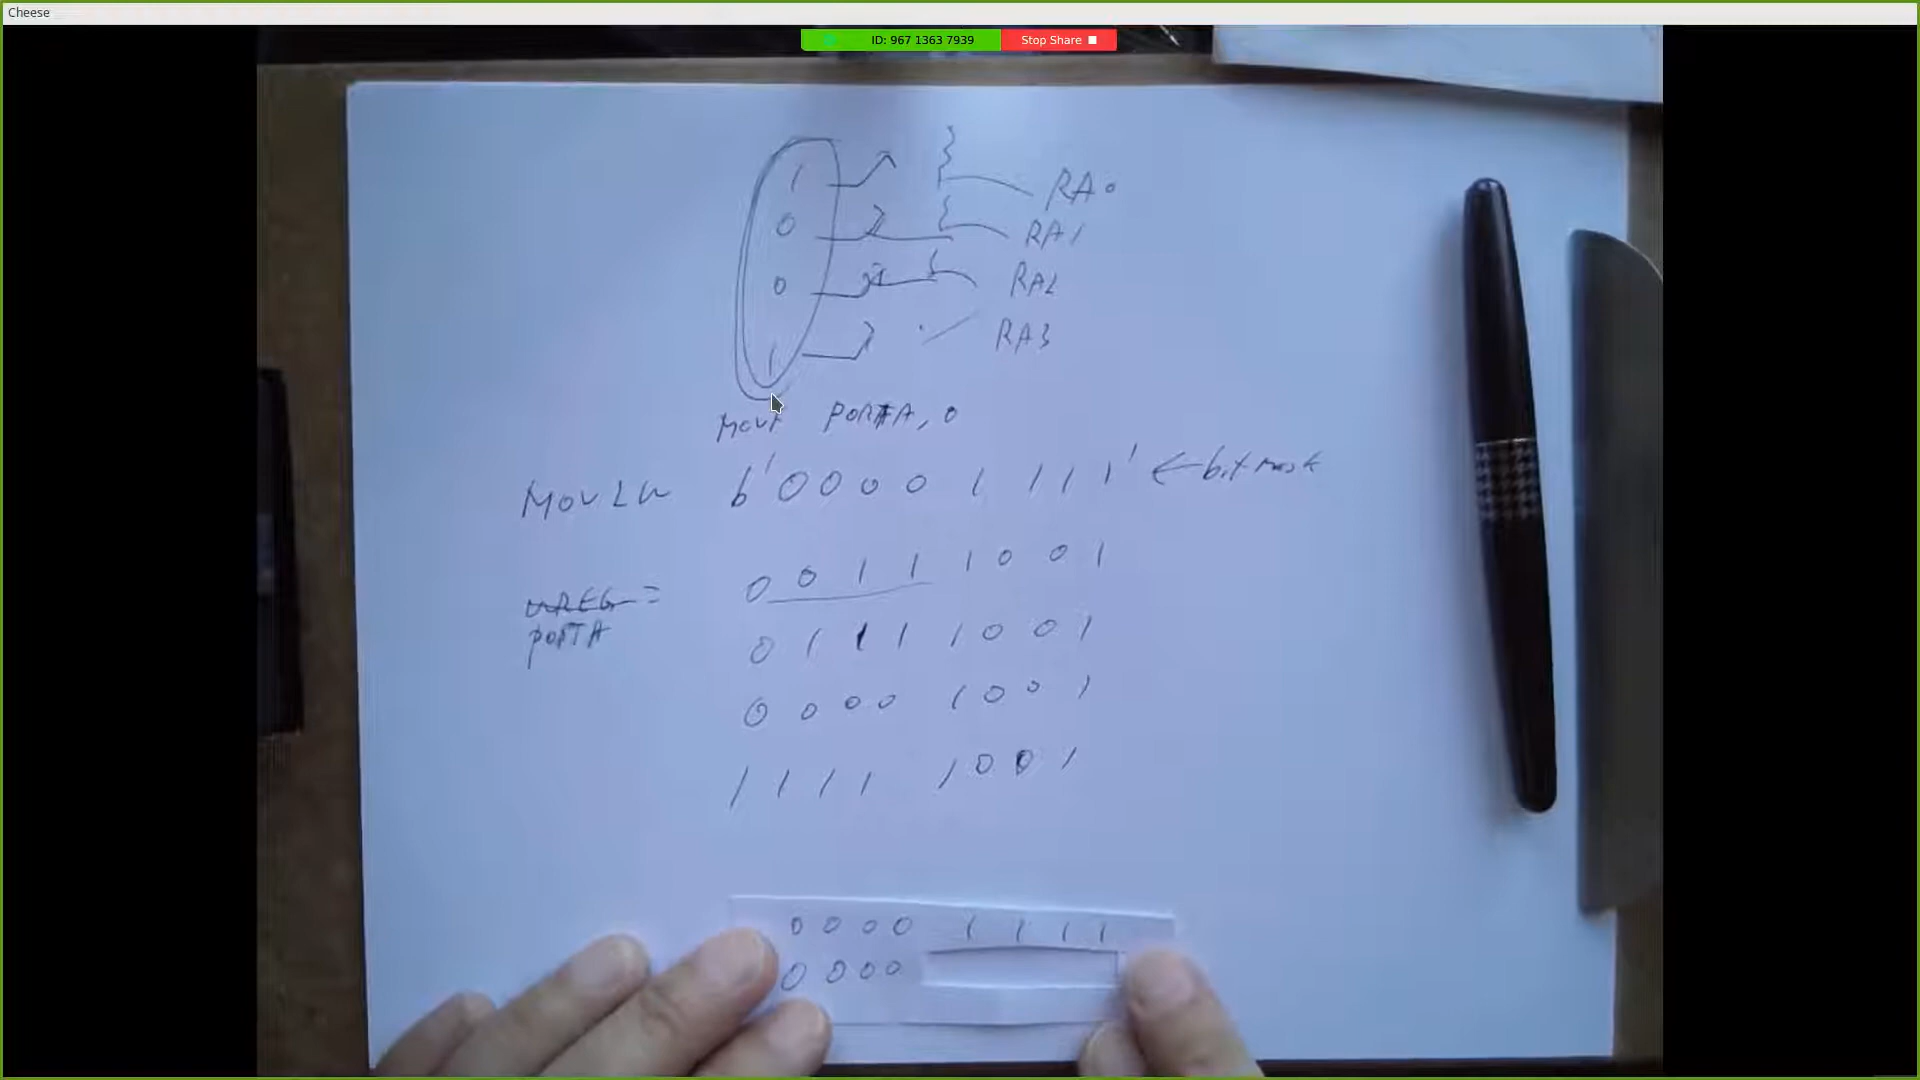 Cheese
ID: 967 1363 7939 Stop Share
1 RA0
0 RA1
0 RA2
1 RA3
MOVF PORTA, 0
MOVLW b'00001111' ← bitmask
WREG = 0 0 1 1 1 0 0 1
PORTA 0 1 1 1 1 0 0 1
0 0 0 0 1 0 0 1
1 1 1 1 1 0 0 1
0 0 0 0 1 1 1 1
0 0 0 0